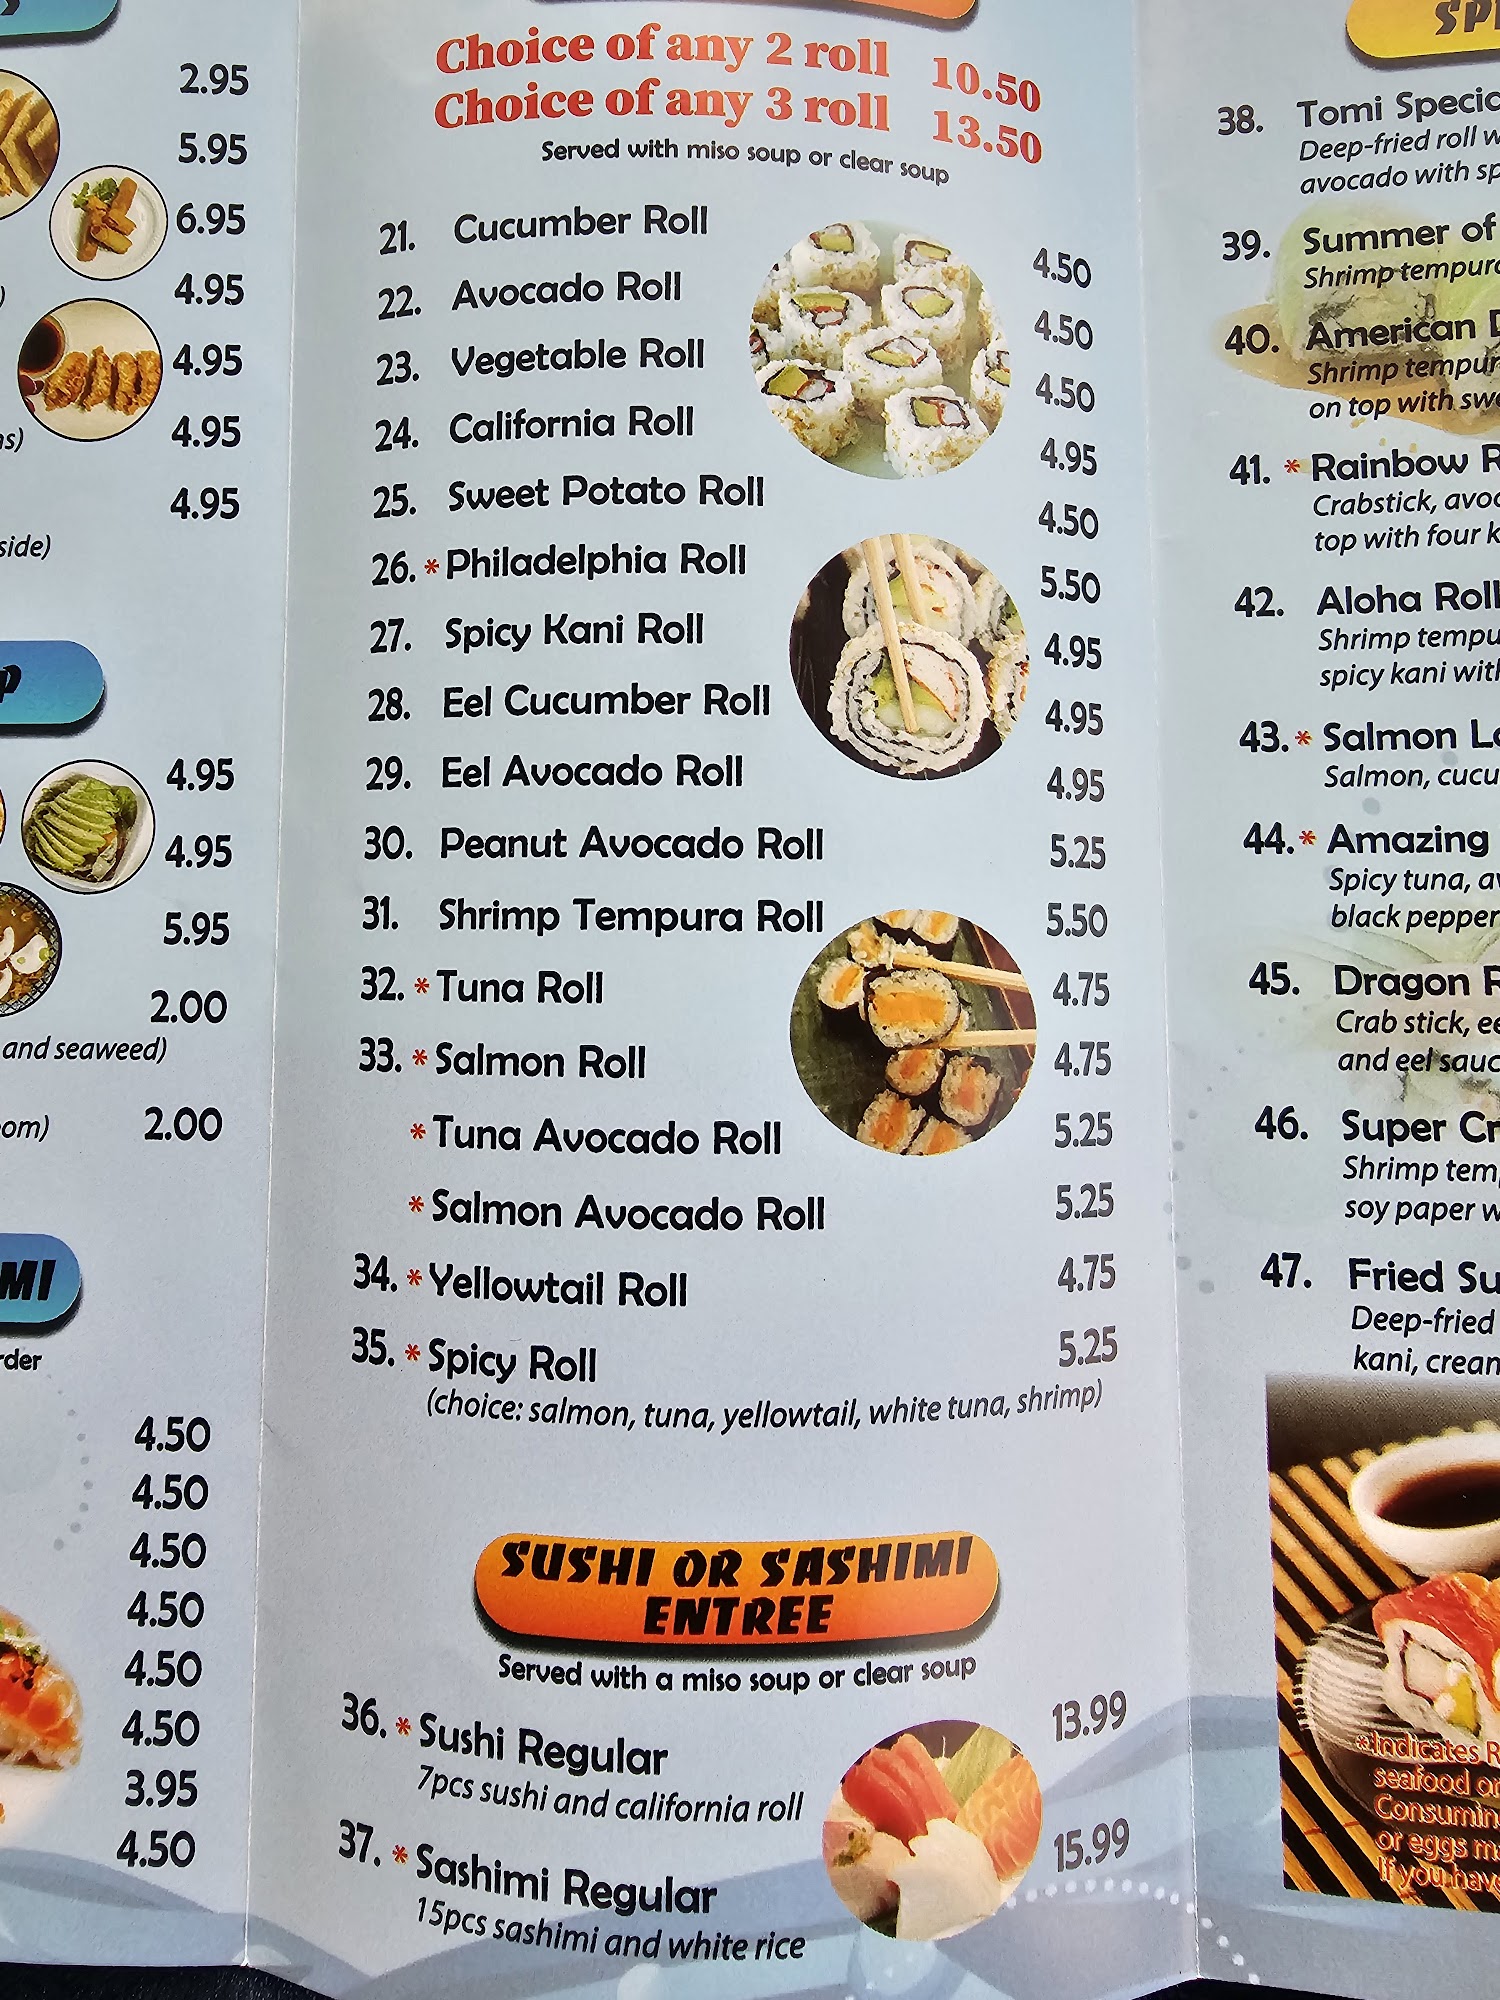 2.95
5.95
6.95
4.95
4.95
4.95
4.95
side)
4.95
4.95
5.95
2.00
and seaweed)
2.00
4.50
4.50
4.50
4.50
4.50
4.50
3.95
4.50
Choice of any 2 roll 10.50
Choice of any 3 roll 13.50
Served with miso soup or clear soup
21. Cucumber Roll 4.50
22. Avocado Roll 4.50
23. Vegetable Roll 4.50
24. California Roll 4.95
25. Sweet Potato Roll 4.50
26. *Philadelphia Roll 5.50
27. Spicy Kani Roll 4.95
28. Eel Cucumber Roll 4.95
29. Eel Avocado Roll 4.95
30. Peanut Avocado Roll 5.25
31. Shrimp Tempura Roll 5.50
32. *Tuna Roll 4.75
33. *Salmon Roll 4.75
*Tuna Avocado Roll 5.25
*Salmon Avocado Roll 5.25
34. *Yellowtail Roll 4.75
35. *Spicy Roll 5.25
(choice: salmon, tuna, yellowtail, white tuna, shrimp)
SUSHI OR SASHIMI
ENTREE
Served with a miso soup or clear soup
36. *Sushi Regular 13.99
7pcs sushi and california roll
37. *Sashimi Regular 15.99
15pcs sashimi and white rice
38. Tomi
Deep-fried roll
avocado with
39. Summer of
Shrimp
40. American
Shrimp
on top with
41. *Rainbow
Crabstick,
top with four
42. Aloha Roll
Shrimp
spicy kani with
43. *Salmon
Salmon,
44. *Amazing
Spicy tuna,
black pepper
45. Dragon
Crab stick,
and eel
46. Super
Shrimp
soy paper
47. Fried
Deep-fried
kani,
*Indicates
seafood
or eggs
If you have